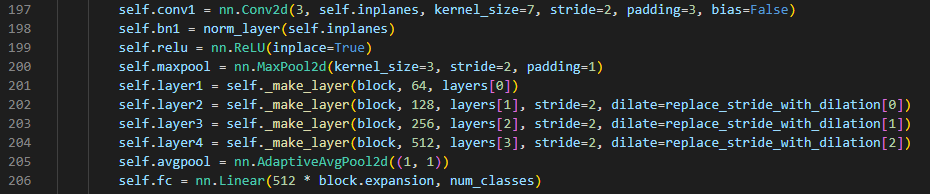 197 self.conv1 = nn.Conv2d(3, self.inplanes, kernel_size=7, stride=2, padding=3, bias=False)
198 self.bn1 = norm_layer(self.inplanes)
199 self.relu = nn.ReLU(inplace=True)
200 self.maxpool = nn.MaxPool2d(kernel_size=3, stride=2, padding=1)
201 self.layer1 = self._make_layer(block, 64, layers[0])
202 self.layer2 = self._make_layer(block, 128, layers[1], stride=2, dilate=replace_stride_with_dilation[0])
203 self.layer3 = self._make_layer(block, 256, layers[2], stride=2, dilate=replace_stride_with_dilation[1])
204 self.layer4 = self._make_layer(block, 512, layers[3], stride=2, dilate=replace_stride_with_dilation[2])
205 self.avgpool = nn.AdaptiveAvgPool2d((1, 1))
206 self.fc = nn.Linear(512 * block.expansion, num_classes)